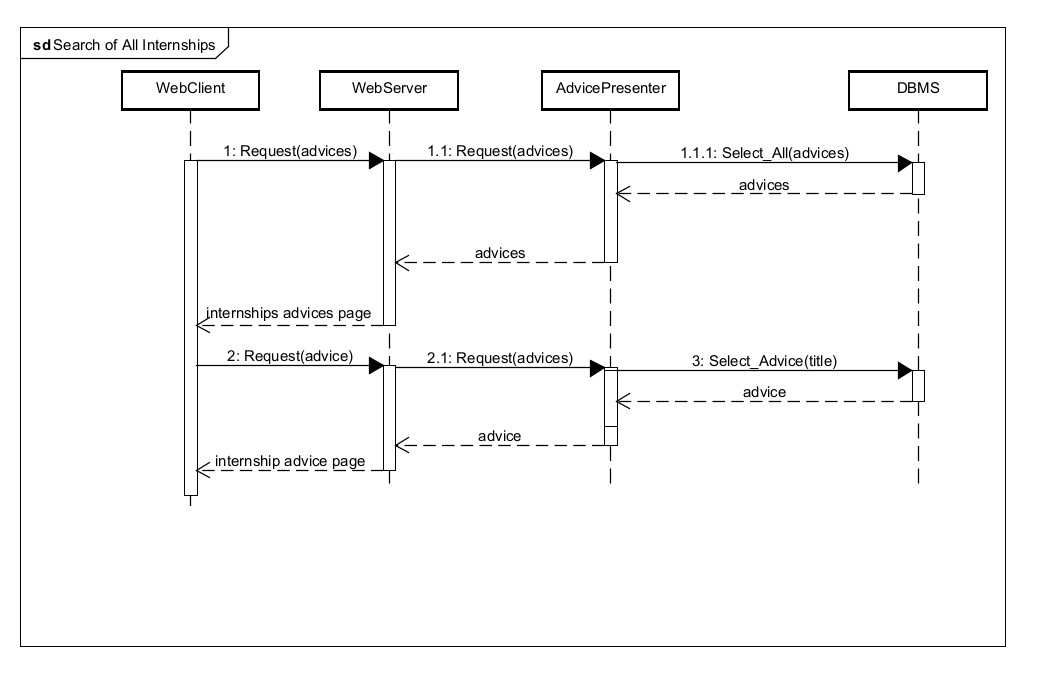 sd Search of All Internships
WebClient
WebServer
AdvicePresenter
DBMS
1: Request(advices)
1.1: Request(advices)
1.1.1: Select_All(advices)
advices
advices
internships advices page
2: Request(advice)
2.1: Request(advices)
3: Select_Advice(title)
advice
advice
internship advice page